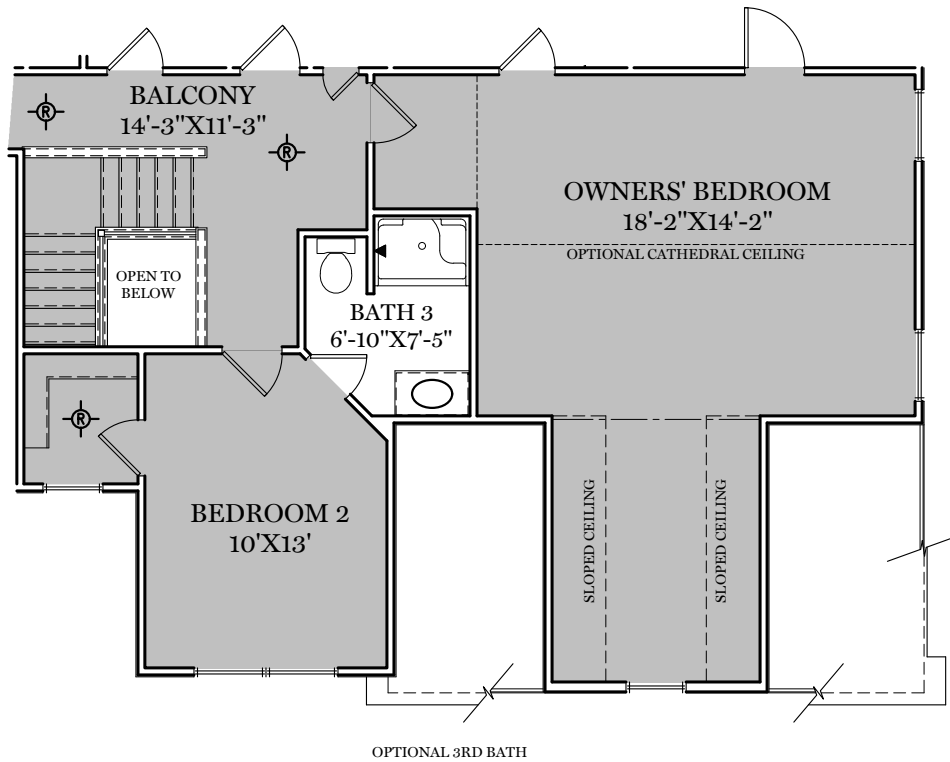 BALCONY
14'-3"X11'-3"
R
R
OWNERS' BEDROOM
18'-2"X14'-2"
OPTIONAL CATHEDRAL CEILING
OPEN TO
BELOW
BATH 3
6'-10"X7'-5"
R
BEDROOM 2
10'X13'
SLOPED CEILING
SLOPED CEILING
OPTIONAL 3RD BATH